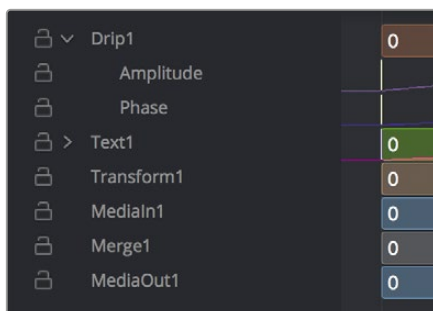 Drip1 0
Amplitude
Phase
Text1 0
Transform1 0
MediaIn1 0
Merge1 0
MediaOut1 0